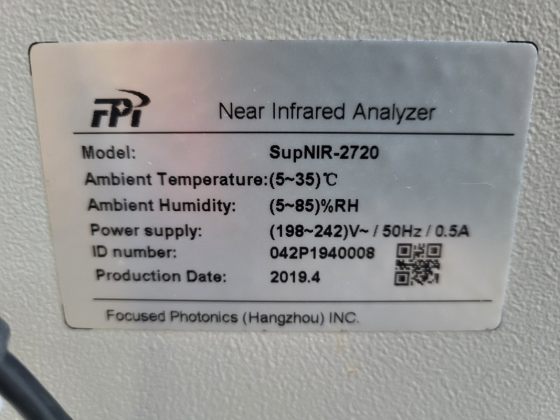 FPI
Near Infrared Analyzer
Model: SupNIR-2720
Ambient Temperature:(5~35)℃
Ambient Humidity: (5~85)%RH
Power supply: (198~242)V~ / 50Hz / 0.5A
ID number: 042P1940008
Production Date: 2019.4
Focused Photonics (Hangzhou) INC.